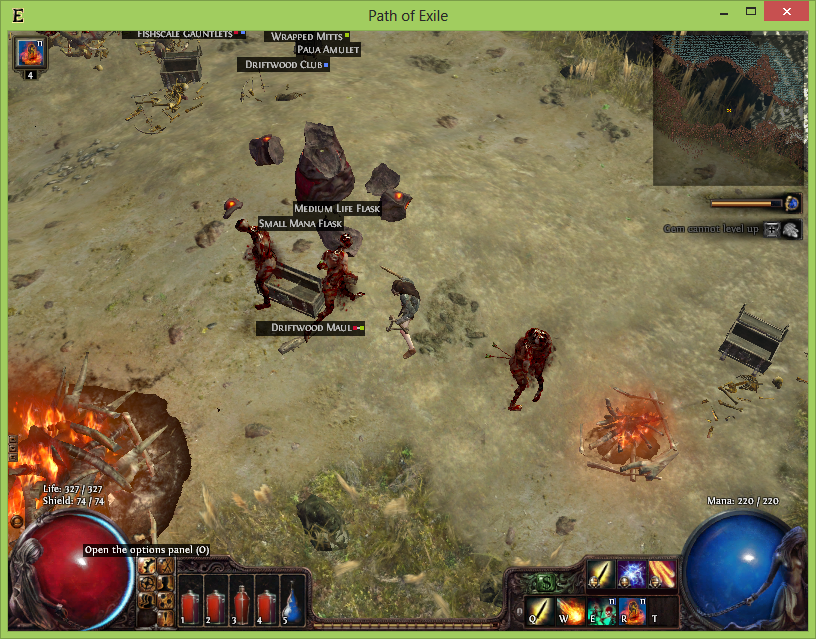 Path of Exile
Fishscale Gauntlets
Wrapped Mitts
Paua Amulet
Driftwood Club
n
4
Gem cannot level up
Medium Life Flask
Small Mana Flask
Driftwood Maul
Life: 327 / 327
Shield: 74 / 74
Mana: 220 / 220
Open the options panel (O)
1 2 3 4 5
Q W E R T